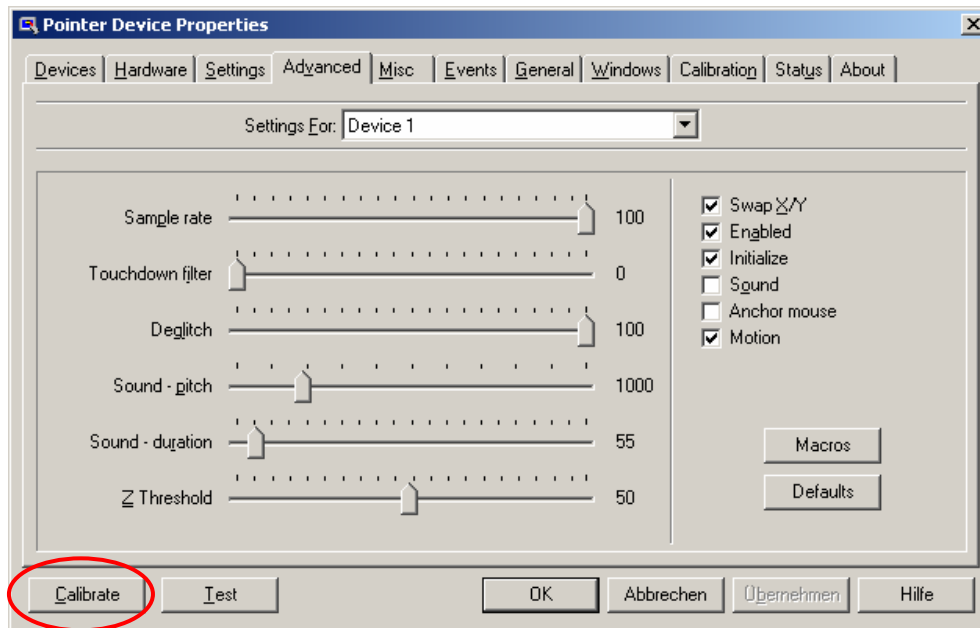 Pointer Device Properties
Devices Hardware Settings Advanced Misc Events General Windows Calibration Status About
Settings For: Device 1
Sample rate 100
Touchdown filter 0
Deglitch 100
Sound - pitch 1000
Sound - duration 55
Z Threshold 50
Swap X/Y
Enabled
Initialize
Sound
Anchor mouse
Motion
Macros
Defaults
Calibrate Test OK Abbrechen Übernehmen Hilfe